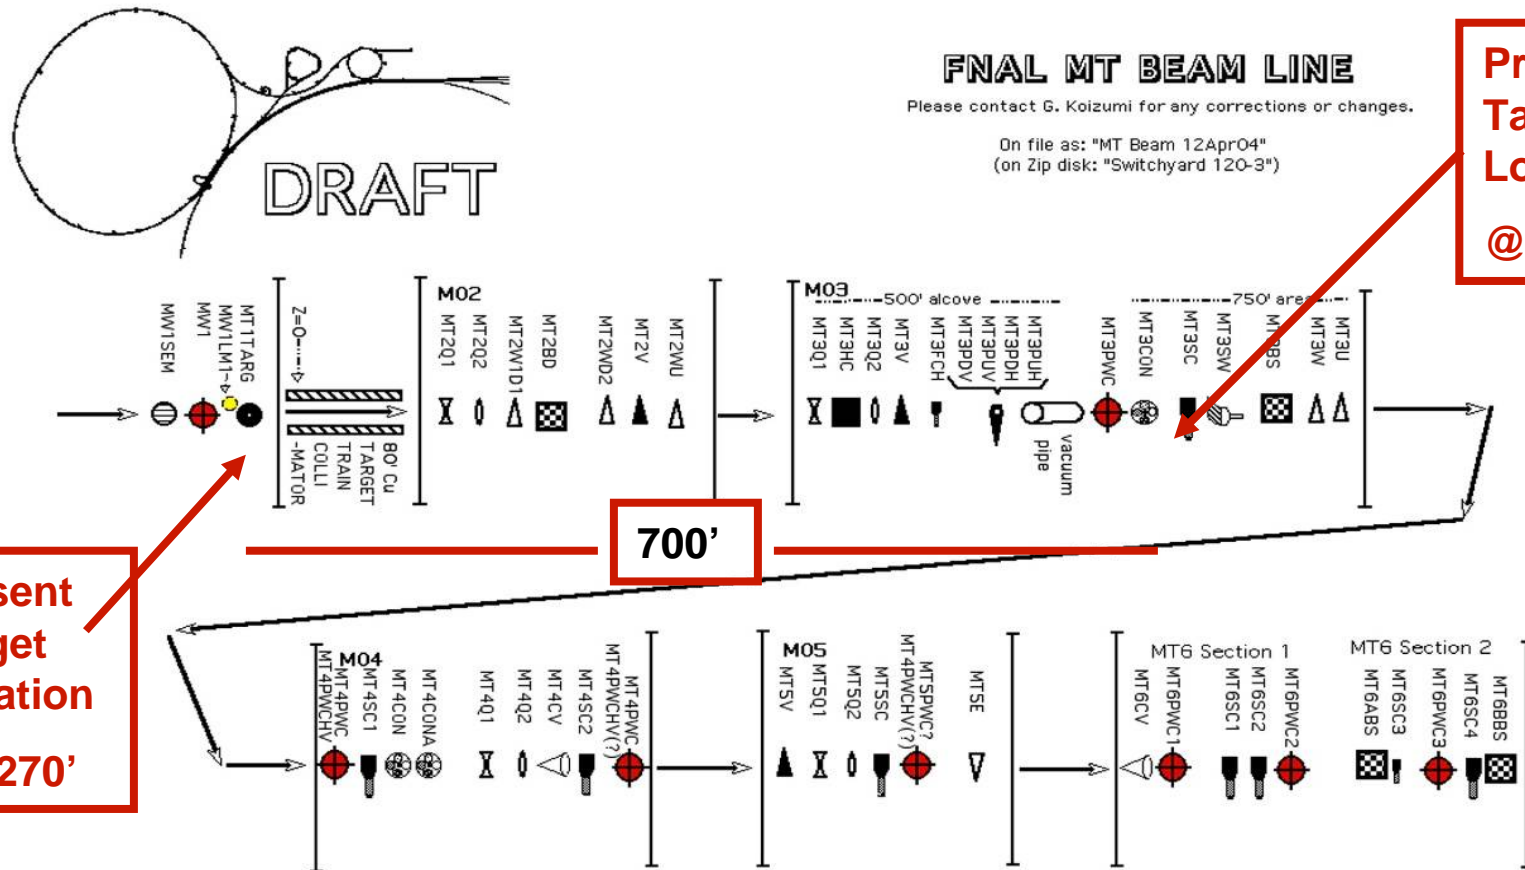 FNAL MT BEAM LINE
Please contact G. Koizumi for any corrections or changes.
On file as: "MT Beam 12Apr04"
(on Zip disk: "Switchyard 120-3")
DRAFT
Pr
Ta
Lo
@
MW1SEM
MW1
MW1LM1
MT1TARG
Z=0
-MATOR
COLLI
TRAIN
TARGET
80' Cu
M02
MT2Q1
MT2Q2
MT2W1D1
MT2BD
MT2WD2
MT2V
MT2WU
M03
500' alcove
750' area
MT3Q1
MT3HC
MT3Q2
MT3V
MT3FCH
MT3PDV
MT3PUV
MT3PDH
MT3PUH
vacuum
pipe
MT3PWC
MT3CON
MT3SC
MT3SW
MT3W
MT3U
700’
sent
get
ation
270’
M04
MT4PWCHV
MT4PWC
MT4SC1
MT4CON
MT4CONA
MT4Q1
MT4Q2
MT4CV
MT4SC2
MT4PWCHV(?)
MT4PWC
M05
MT5V
MT5Q1
MT5Q2
MT5SC
MT4PWCHV(?)
MT5PWC?
MT5E
MT6 Section 1
MT6CV
MT6PWC1
MT6SC1
MT6SC2
MT6PWC2
MT6 Section 2
MT6ABS
MT6SC3
MT6PWC3
MT6SC4
MT6BBS